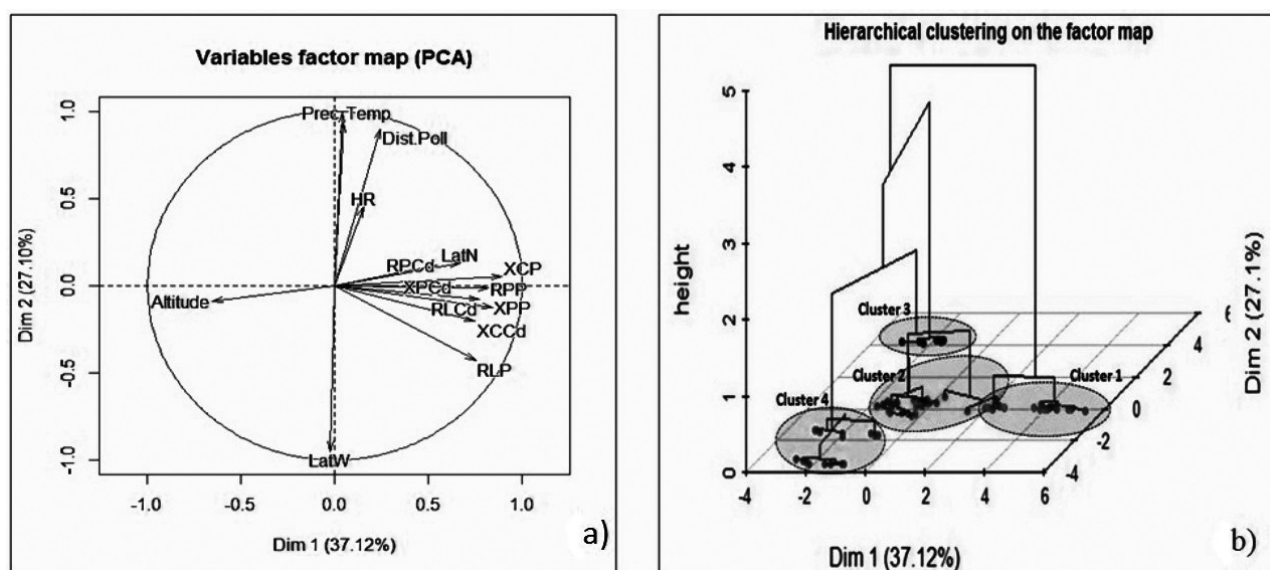 Variables factor map (PCA)
Dim 2 (27.10%)
1.0
0.5
0.0
-0.5
-1.0
Prec.Temp
Dist.Poll
HR
LatN
RPCd
XCP
XPCd
RPP
Altitude
RLCd
XPP
XCCd
RLP
LatW
-1.0 -0.5 0.0 0.5 1.0
Dim 1 (37.12%)
a)
Hierarchical clustering on the factor map
height
5
4
3
2
1
0
Cluster 3
Cluster 2
Cluster 1
Cluster 4
6
4
2
0
-2
-4
Dim 2 (27.1%)
-4 -2 0 2 4 6
Dim 1 (37.12%)
b)